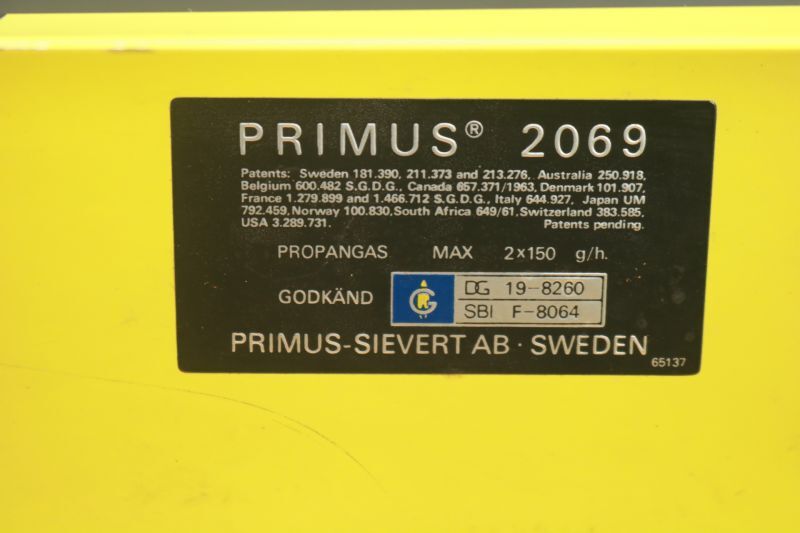 PRIMUS® 2069
Patents: Sweden 181.390, 211.373 and 213.276, Australia 250.918,
Belgium 600.482 S.G.D.G., Canada 657.371/1963, Denmark 101.907,
France 1.279.899 and 1.466.712 S.G.D.G., Italy 644.927, Japan UM
792.459, Norway 100.830, South Africa 649/61. Switzerland 383.585,
USA 3.289.731. Patents pending.
PROPANGAS MAX 2x150 g/h.
GODKÄND DG 19-8260
SBI F-8064
PRIMUS-SIEVERT AB · SWEDEN
65137